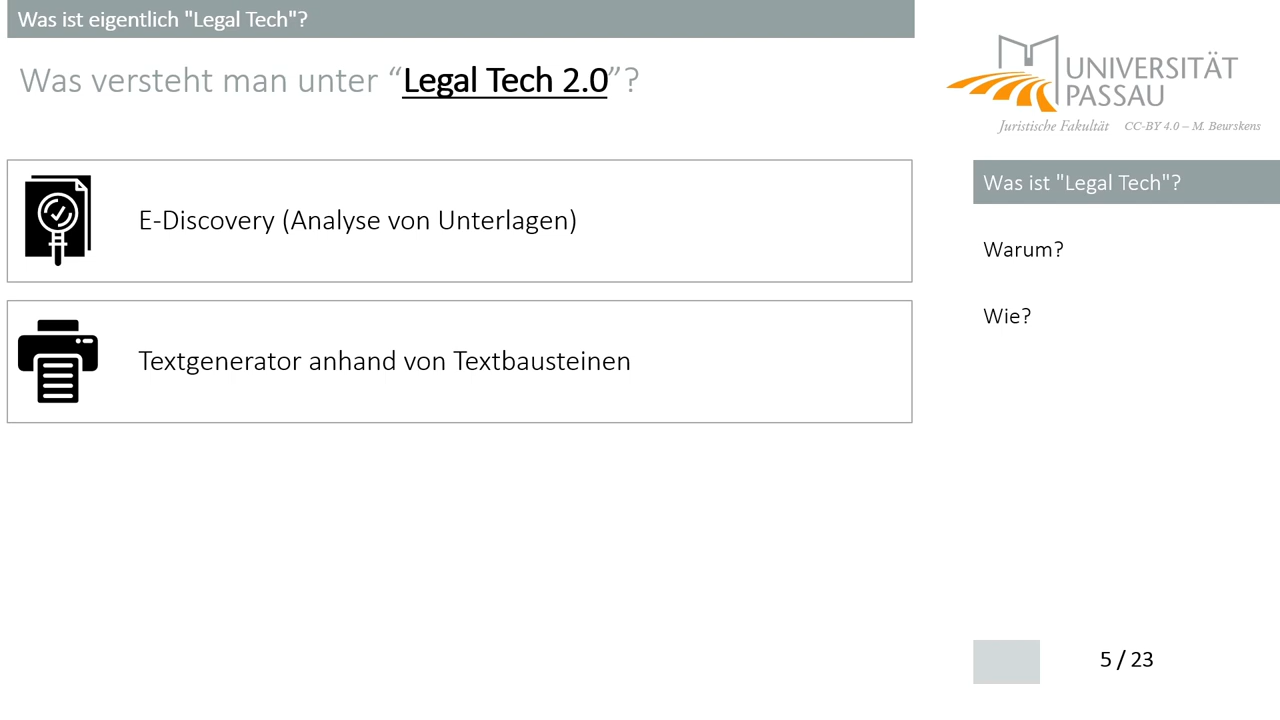 Was ist eigentlich "Legal Tech"?
Was versteht man unter “Legal Tech 2.0”?
UNIVERSITÄT
PASSAU
Juristische Fakultät CC-BY 4.0 – M. Beurskens
E-Discovery (Analyse von Unterlagen)
Textgenerator anhand von Textbausteinen
Was ist "Legal Tech"?
Warum?
Wie?
5 / 23